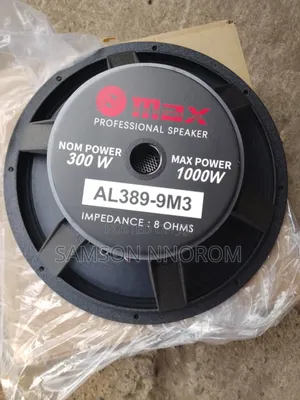 max
PROFESSIONAL SPEAKER
NOM POWER
300 W
MAX POWER
1000W
AL389-9M3
IMPEDANCE : 8 OHMS
SAMSON NNOROM